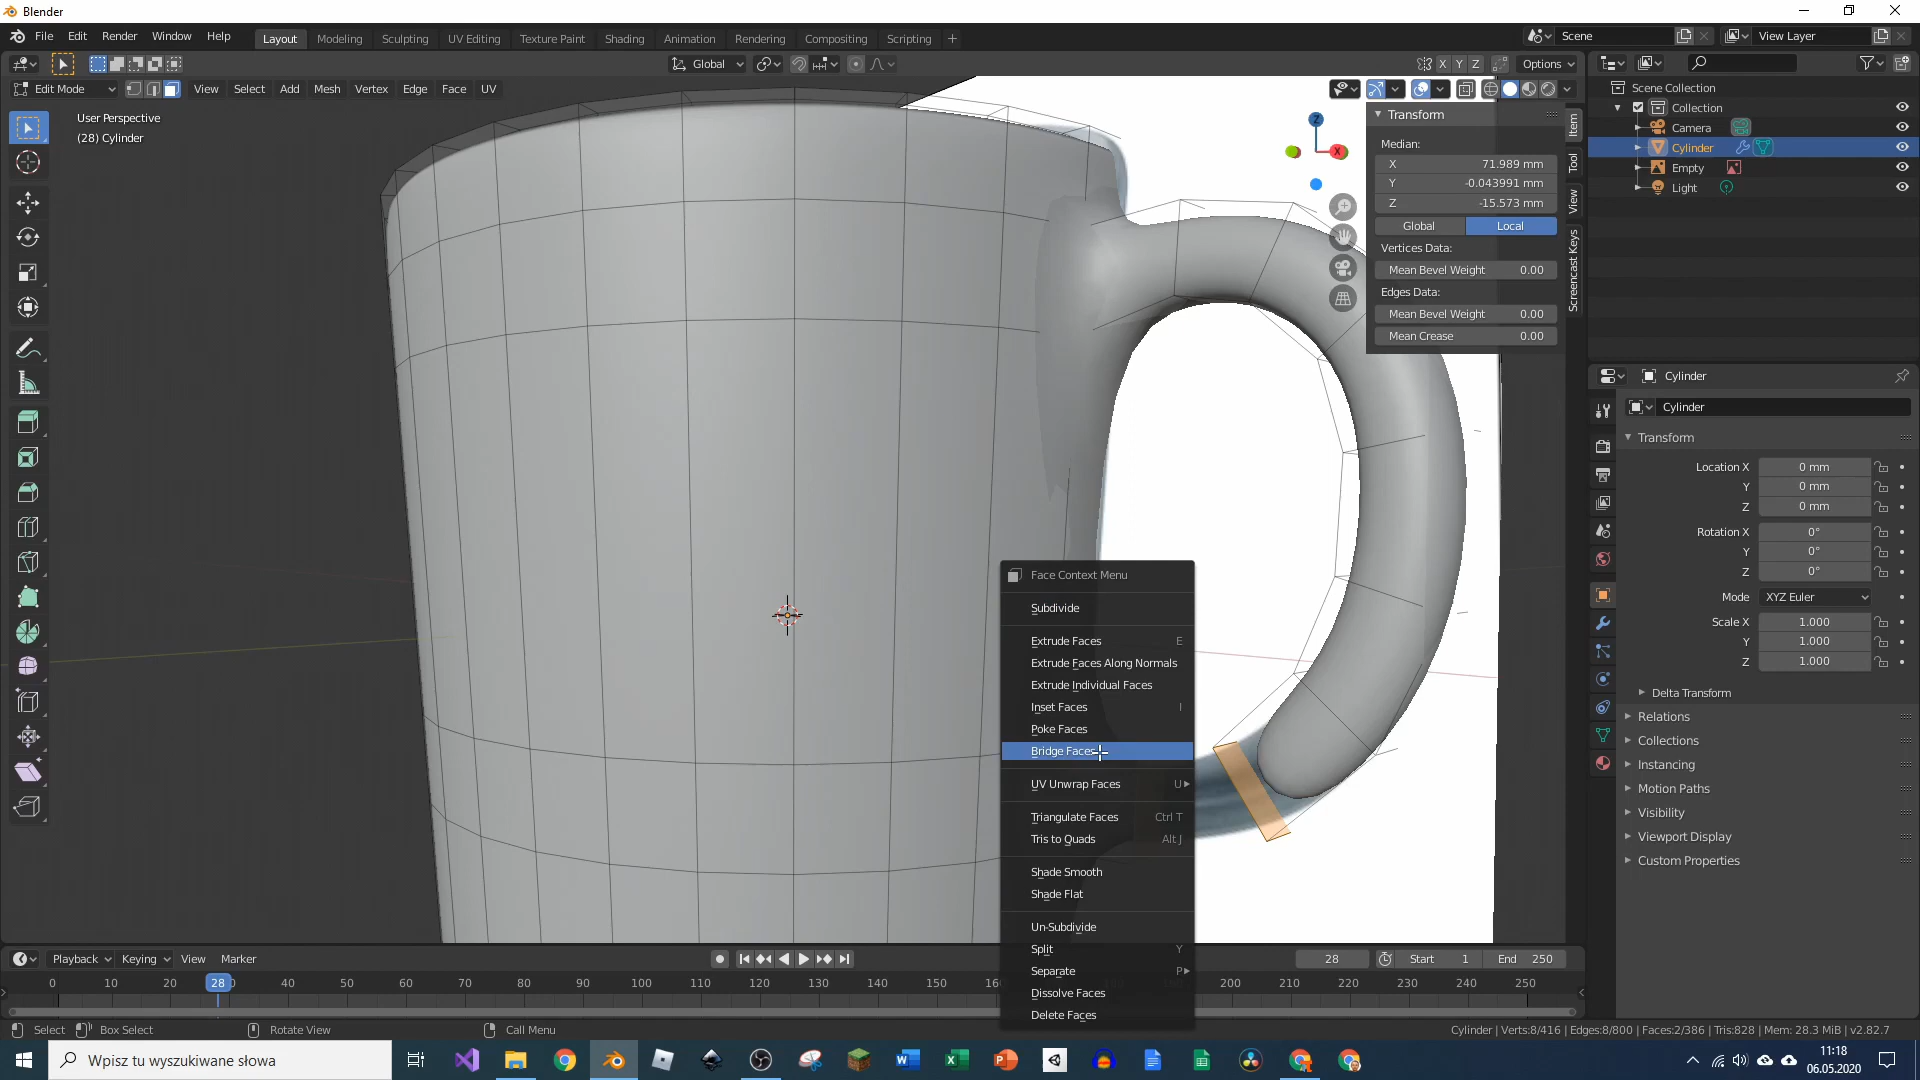 Blender
File Edit Render Window Help
Layout Modeling Sculpting UV Editing Texture Paint Shading Animation Rendering Compositing Scripting +
Scene
View Layer
Global
X Y Z
Options
Edit Mode
View Select Add Mesh Vertex Edge Face UV
User Perspective
(28) Cylinder
Z
X
Transform
Median:
X 71.989 mm
Y -0.043991 mm
Z -15.573 mm
Global Local
Vertices Data:
Mean Bevel Weight 0.00
Edges Data:
Mean Bevel Weight 0.00
Mean Crease 0.00
Item
Tool
View
Screencast Keys
Scene Collection
Collection
Camera
Cylinder
Empty
Light
Cylinder
Cylinder
Transform
Location X 0 mm
Y 0 mm
Z 0 mm
Rotation X 0°
Y 0°
Z 0°
Mode XYZ Euler
Scale X 1.000
Y 1.000
Z 1.000
Delta Transform
Relations
Collections
Instancing
Motion Paths
Visibility
Viewport Display
Custom Properties
Face Context Menu
Subdivide
Extrude Faces E
Extrude Faces Along Normals
Extrude Individual Faces
Inset Faces I
Poke Faces
Bridge Faces
UV Unwrap Faces U
Triangulate Faces Ctrl T
Tris to Quads Alt J
Shade Smooth
Shade Flat
Un-Subdivide
Split Y
Separate P
Dissolve Faces
Delete Faces
Playback Keying View Marker
28
Start 1
End 250
0 10 20 28 40 50 60 70 80 90 100 110 120 130 140 150 200 210 220 230 240 250
Select Box Select Rotate View Call Menu
Cylinder | Verts:8/416 | Edges:8/800 | Faces:2/386 | Tris:828 | Mem: 28.3 MiB | v2.82.7
Wpisz tu wyszukiwane słowa
11:18
06.05.2020